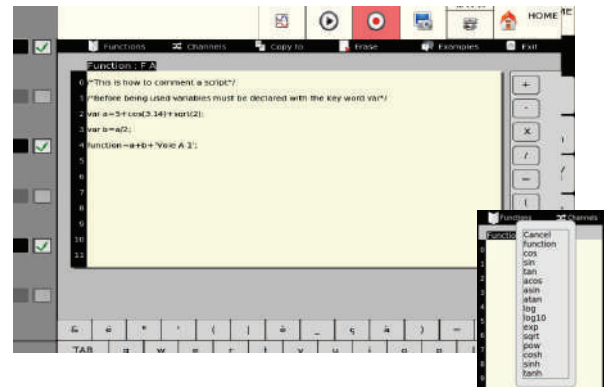 HOME
Functions Channels Copy to Erase Examples Exit
Function : F A
0 /*This is how to comment a script*/
1 /*Before being used variables must be declared with the key word var*/
2 var a=5+cos(3.14)+sqrt(2);
3 var b=a/2;
4 function=a+b+'Voie A 1';
5
6
7
8
9
10
11
+
-
X
/
=
(
& é " ' ( | è _ ç à ) =
TAB
Functions Channels
Functio
Cancel
function
cos
sin
tan
acos
asin
atan
log
log10
exp
sqrt
pow
cosh
sinh
tanh